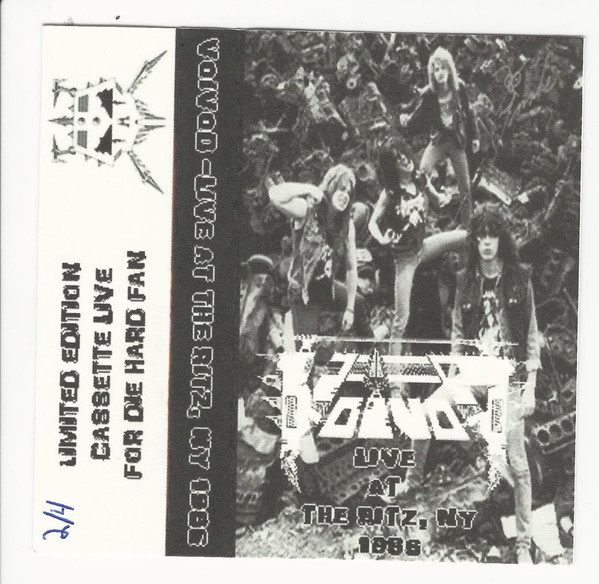 LIMITED EDITION
CASSETTE LIVE
FOR DIE HARD FAN
2/4
VOIVOD -LIVE AT THE RITZ, NY 1986
VOIVOD
LIVE
AT
THE RITZ, NY
1986